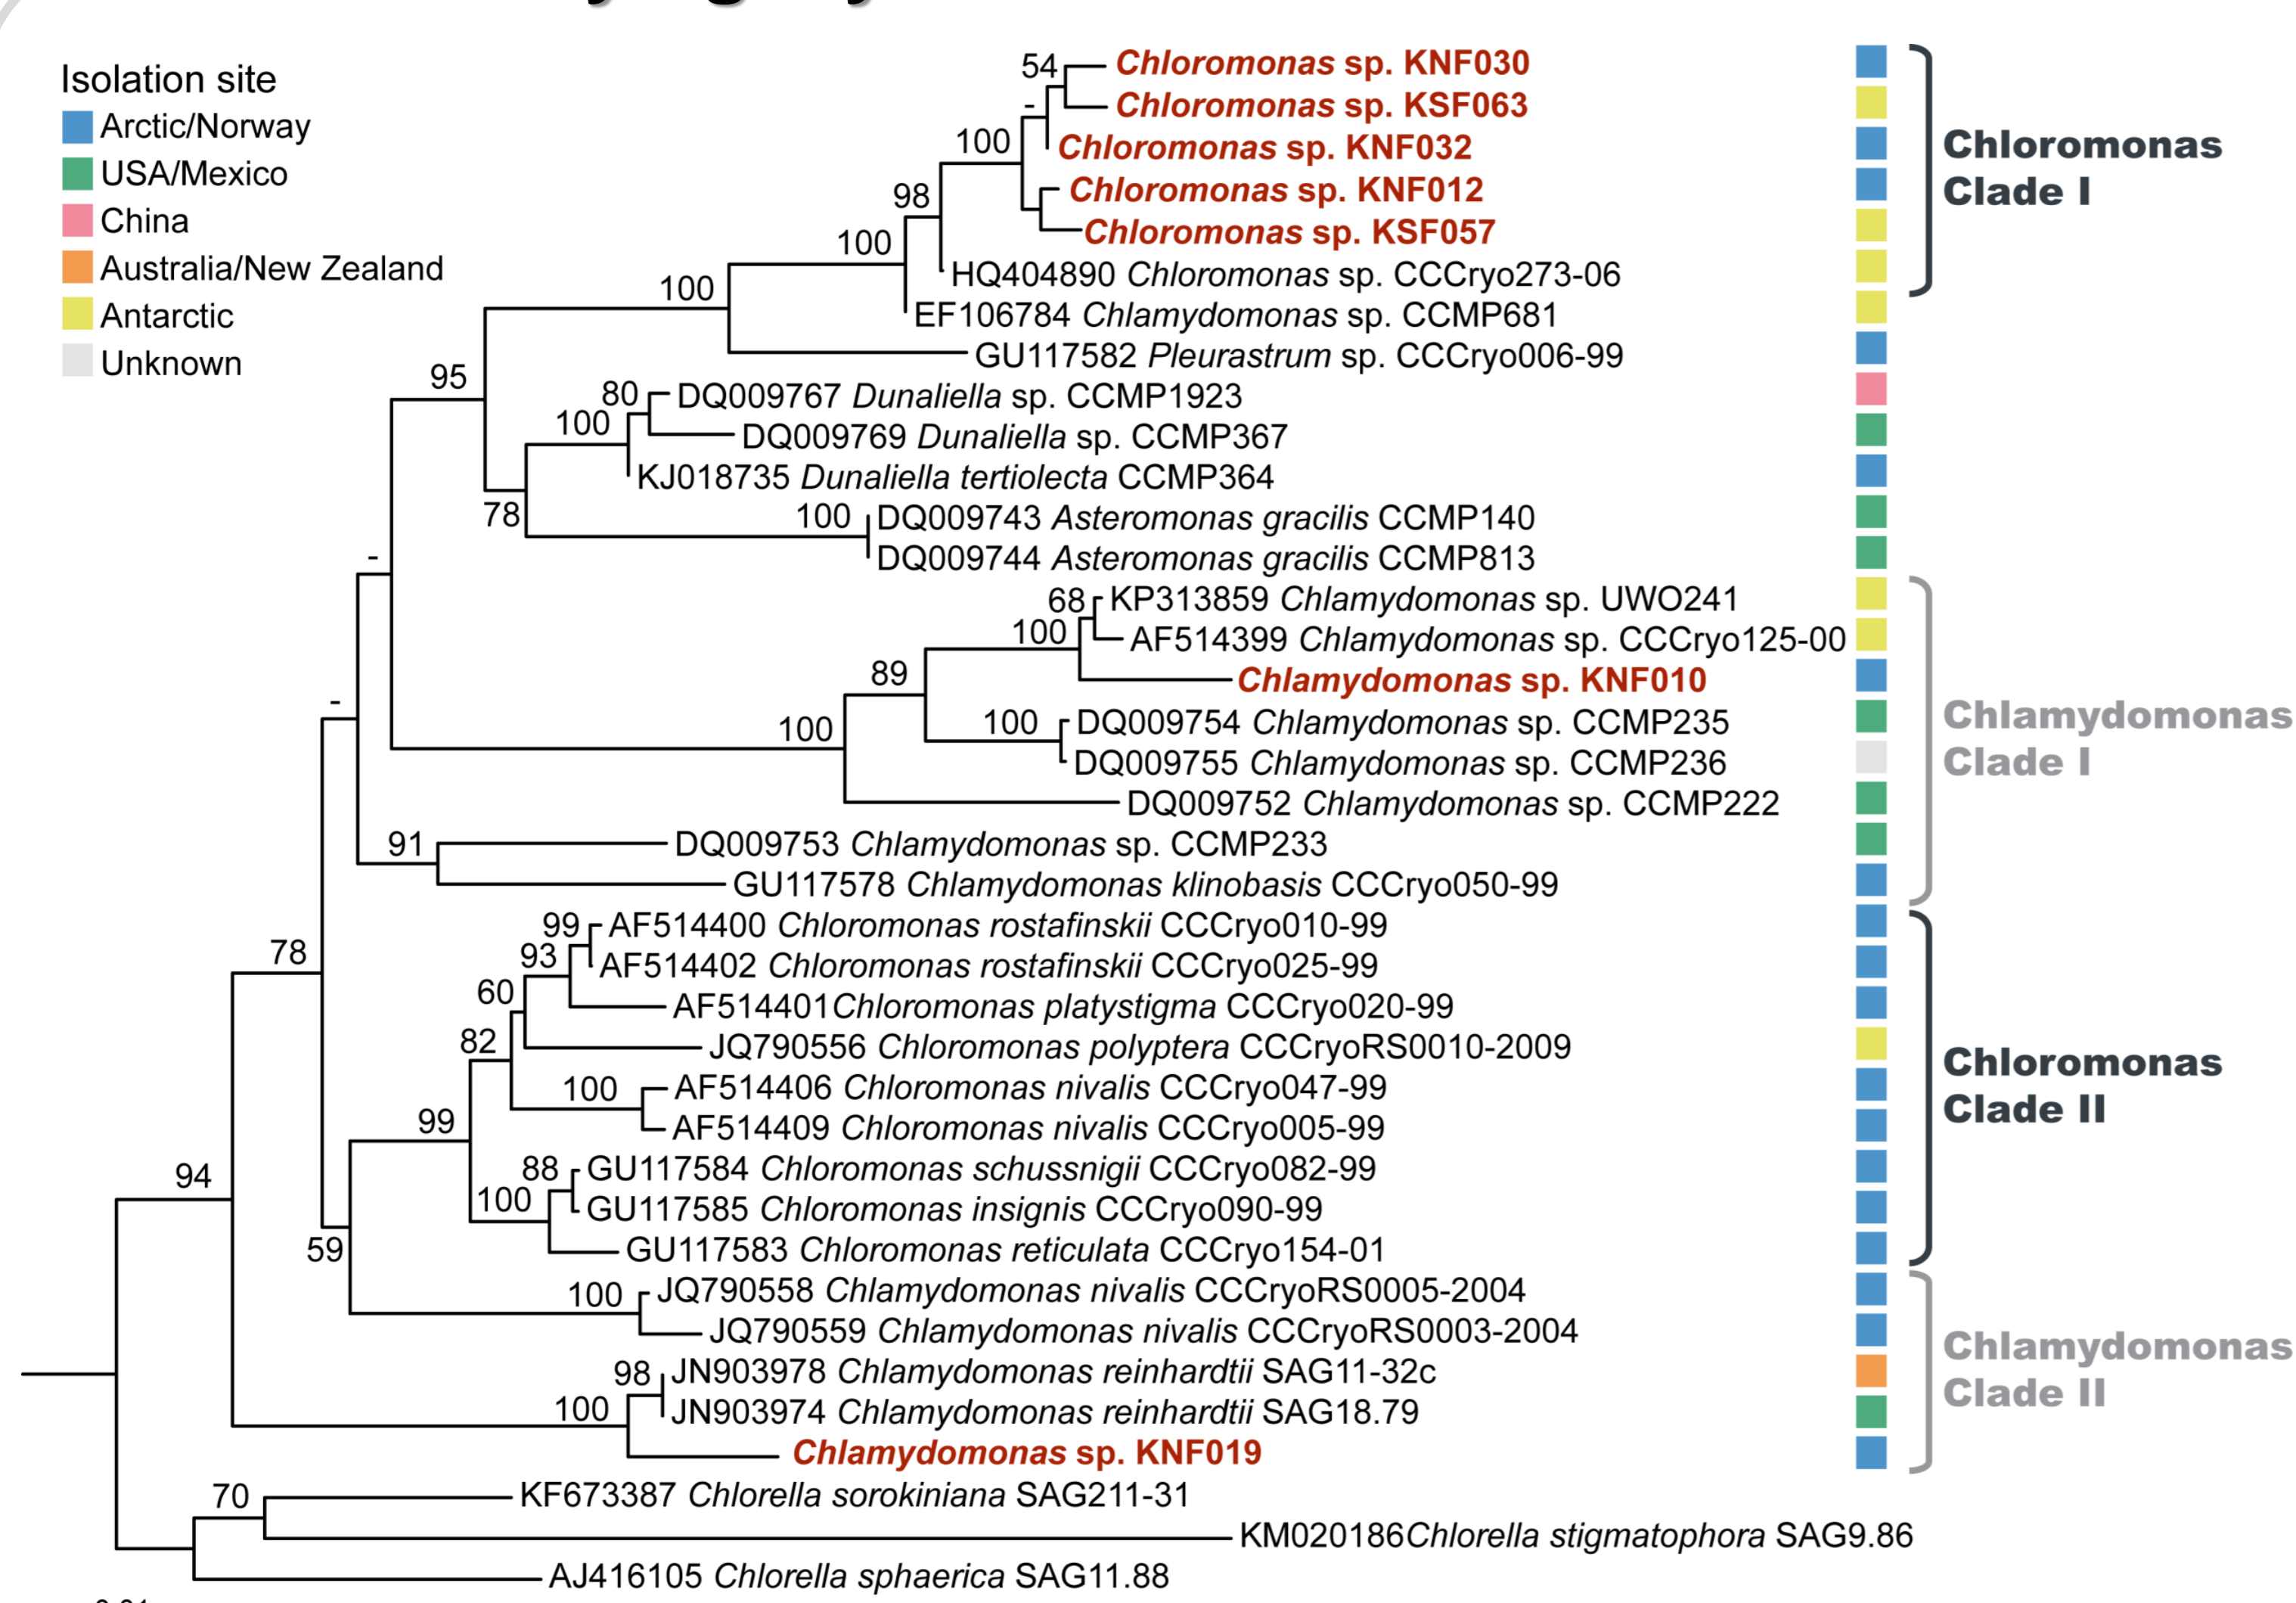 Isolation site
Arctic/Norway
USA/Mexico
China
Australia/New Zealand
Antarctic
Unknown
54
Chloromonas sp. KNF030
-
Chloromonas sp. KSF063
100
Chloromonas sp. KNF032
98
Chloromonas sp. KNF012
100
Chloromonas sp. KSF057
100
HQ404890 Chloromonas sp. CCCryo273-06
EF106784 Chlamydomonas sp. CCMP681
GU117582 Pleurastrum sp. CCCryo006-99
Chloromonas
Clade I
95
80
DQ009767 Dunaliella sp. CCMP1923
100
DQ009769 Dunaliella sp. CCMP367
KJ018735 Dunaliella tertiolecta CCMP364
78
100
DQ009743 Asteromonas gracilis CCMP140
DQ009744 Asteromonas gracilis CCMP813
-
68
KP313859 Chlamydomonas sp. UWO241
100
AF514399 Chlamydomonas sp. CCCryo125-00
89
Chlamydomonas sp. KNF010
-
100
100
DQ009754 Chlamydomonas sp. CCMP235
DQ009755 Chlamydomonas sp. CCMP236
DQ009752 Chlamydomonas sp. CCMP222
Chlamydomonas
Clade I
91
DQ009753 Chlamydomonas sp. CCMP233
GU117578 Chlamydomonas klinobasis CCCryo050-99
99
AF514400 Chloromonas rostafinskii CCCryo010-99
78
93
AF514402 Chloromonas rostafinskii CCCryo025-99
60
AF514401Chloromonas platystigma CCCryo020-99
82
JQ790556 Chloromonas polyptera CCCryoRS0010-2009
100
AF514406 Chloromonas nivalis CCCryo047-99
99
AF514409 Chloromonas nivalis CCCryo005-99
Chloromonas
Clade II
88
GU117584 Chloromonas schussnigii CCCryo082-99
94
100
GU117585 Chloromonas insignis CCCryo090-99
59
GU117583 Chloromonas reticulata CCCryo154-01
100
JQ790558 Chlamydomonas nivalis CCCryoRS0005-2004
JQ790559 Chlamydomonas nivalis CCCryoRS0003-2004
98
JN903978 Chlamydomonas reinhardtii SAG11-32c
100
JN903974 Chlamydomonas reinhardtii SAG18.79
Chlamydomonas sp. KNF019
Chlamydomonas
Clade II
70
KF673387 Chlorella sorokiniana SAG211-31
KM020186Chlorella stigmatophora SAG9.86
AJ416105 Chlorella sphaerica SAG11.88